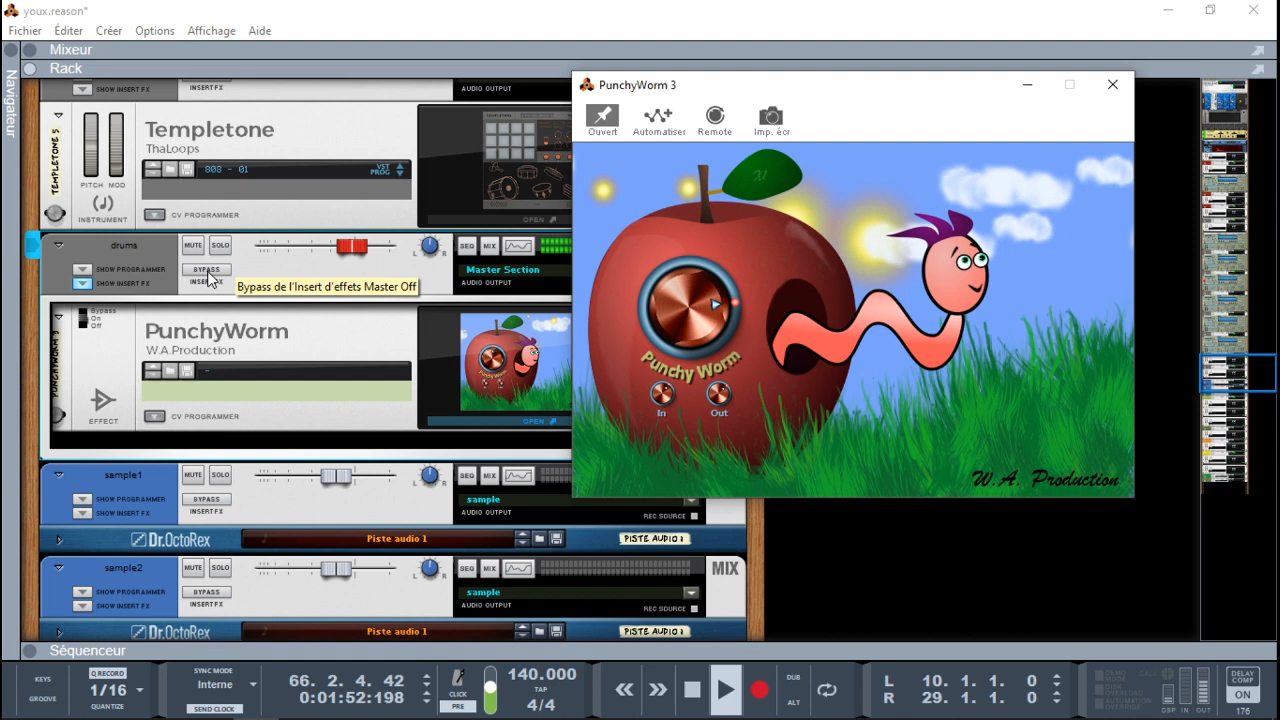 youx.reason*
Fichier Éditer Créer Options Affichage Aide
Mixeur
Rack
Navigateur
SHOW INSERT FX
INSERT FX
AUDIO OUTPUT
TEMPLETONE 5
Templetone
ThaLoops
808 - 01
VST
PROG
PITCH MOD
INSTRUMENT
CV PROGRAMMER
OPEN
drums
MUTE SOLO
L R
SEQ MIX
SHOW PROGRAMMER
BYPASS
Master Section
SHOW INSERT FX
AUDIO OUTPUT
Bypass de l'Insert d'effets Master Off
Bypass
On
Off
PunchyWorm
W.A.Production
EFFECT
CV PROGRAMMER
OPEN
sample1
MUTE SOLO
L R
SEQ MIX
SHOW PROGRAMMER
BYPASS
sample
SHOW INSERT FX
INSERT FX
AUDIO OUTPUT
REC SOURCE
Dr.OctoRex
Piste audio 1
PISTE AUDIO 1
sample2
MUTE SOLO
L R
SEQ MIX
MIX
SHOW PROGRAMMER
BYPASS
sample
SHOW INSERT FX
INSERT FX
AUDIO OUTPUT
REC SOURCE
Dr.OctoRex
Piste audio 1
PISTE AUDIO 1
PunchyWorm 3
Ouvert Automatiser Remote Imp. écr
X1
Punchy Worm
In Out
W.A. Production
Séquenceur
KEYS
GROOVE
Q RECORD
1/16
QUANTIZE
SYNC MODE
Interne
SEND CLOCK
66. 2. 4. 42
0:01:52:198
CLICK
PRE
140.000
TAP
4/4
DUB
ALT
L 10. 1. 1. 0
R 29. 1. 1. 0
AUTOMATION
OVERRIDE
DSP IN OUT
DELAY
COMP
ON
176